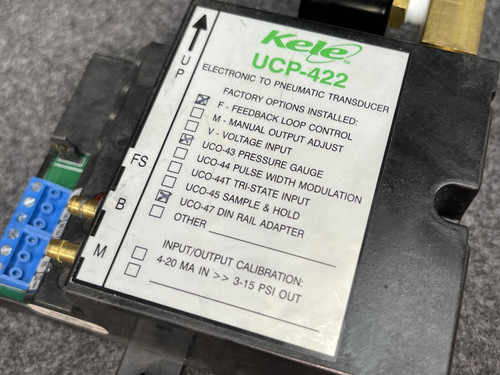 Kele
UCP-422
ELECTRONIC TO PNEUMATIC TRANSDUCER
FACTORY OPTIONS INSTALLED:
F - FEEDBACK LOOP CONTROL
M - MANUAL OUTPUT ADJUST
V - VOLTAGE INPUT
UCO-43 PRESSURE GAUGE
UCO-44 PULSE WIDTH MODULATION
UCO-44T TRI-STATE INPUT
UCO-45 SAMPLE & HOLD
UCO-47 DIN RAIL ADAPTER
OTHER
INPUT/OUTPUT CALIBRATION:
4-20 MA IN >> 3-15 PSI OUT
UP
FS
B
M